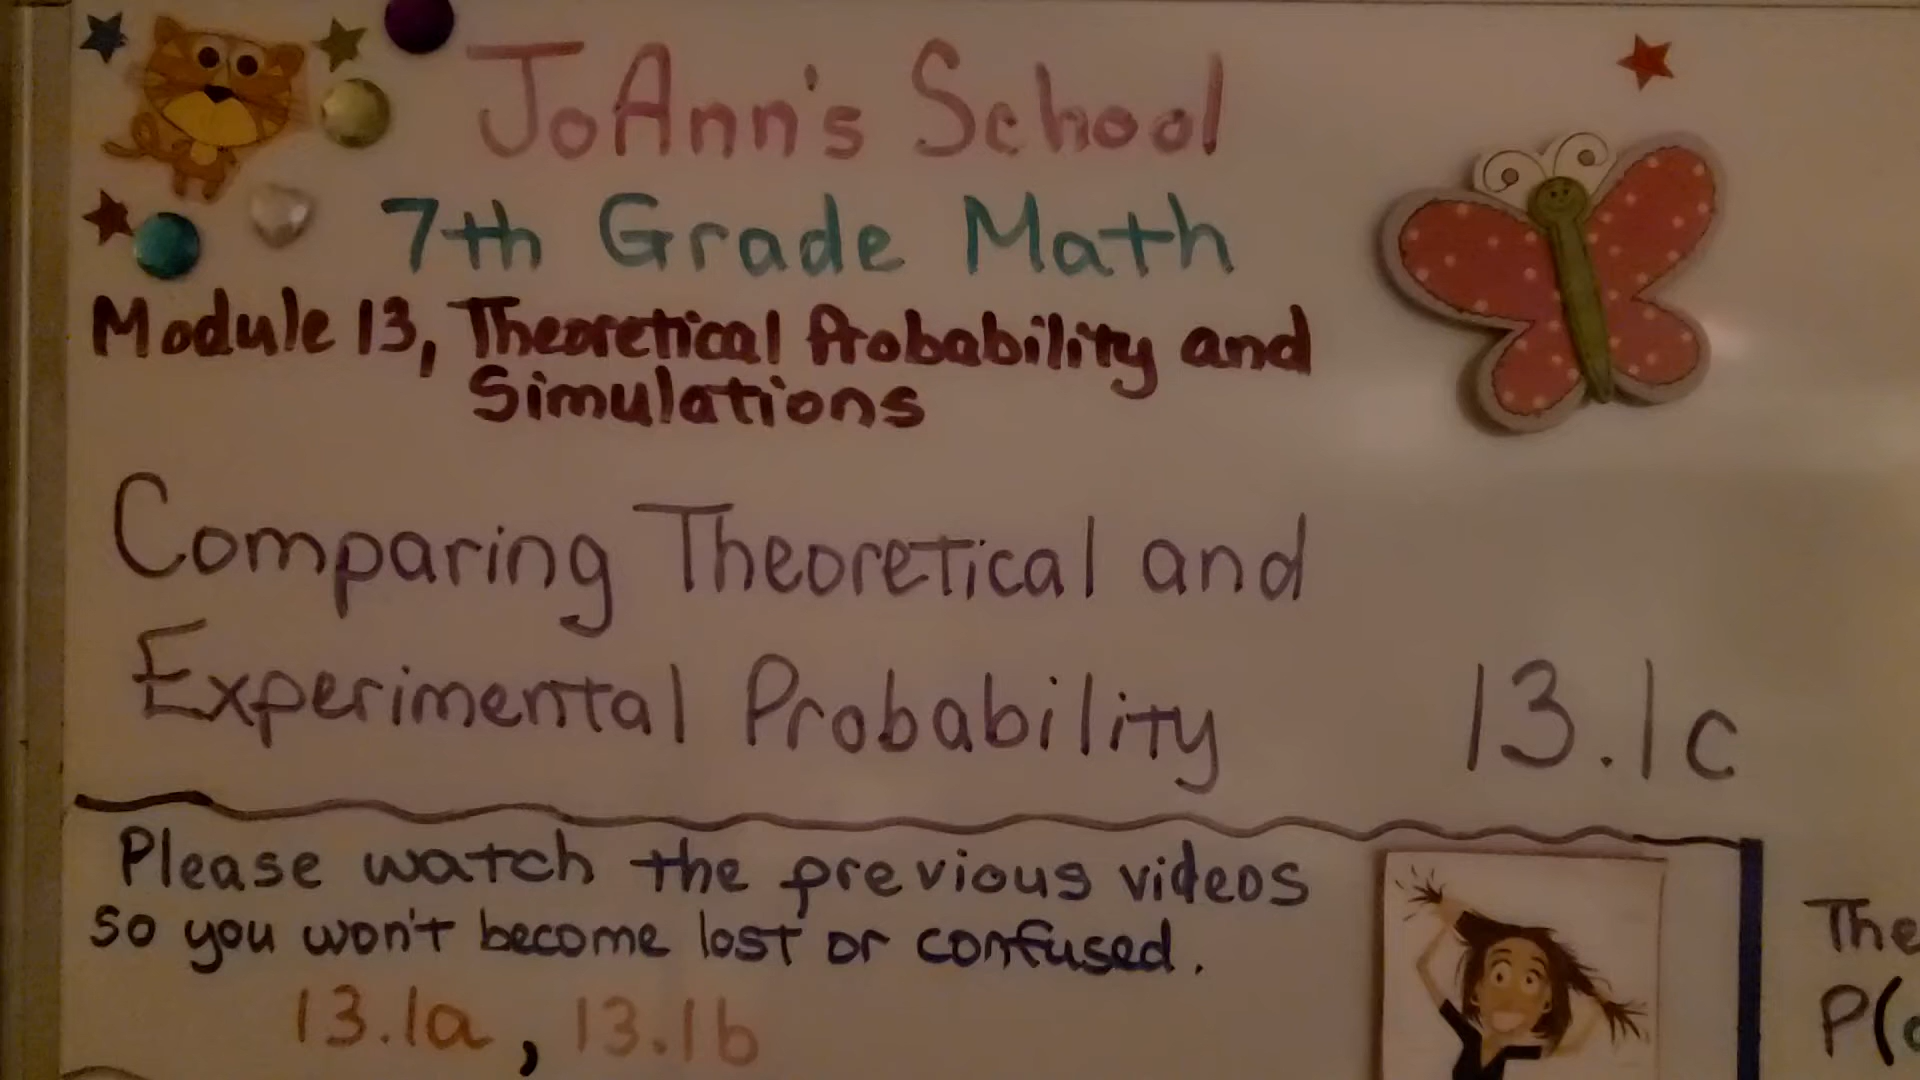 JoAnn's School
7th Grade Math
Module 13, Theoretical Probability and
Simulations
Comparing Theoretical and
Experimental Probability 13.1c
Please watch the previous videos
so you won't become lost or confused.
13.1a, 13.1b
The
P(